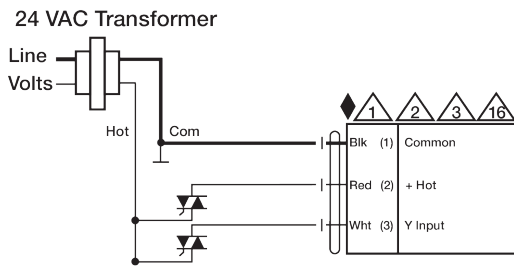 24 VAC Transformer
Line
Volts
Hot
Com
1 2 3 16
Blk (1) Common
Red (2) + Hot
Wht (3) Y Input